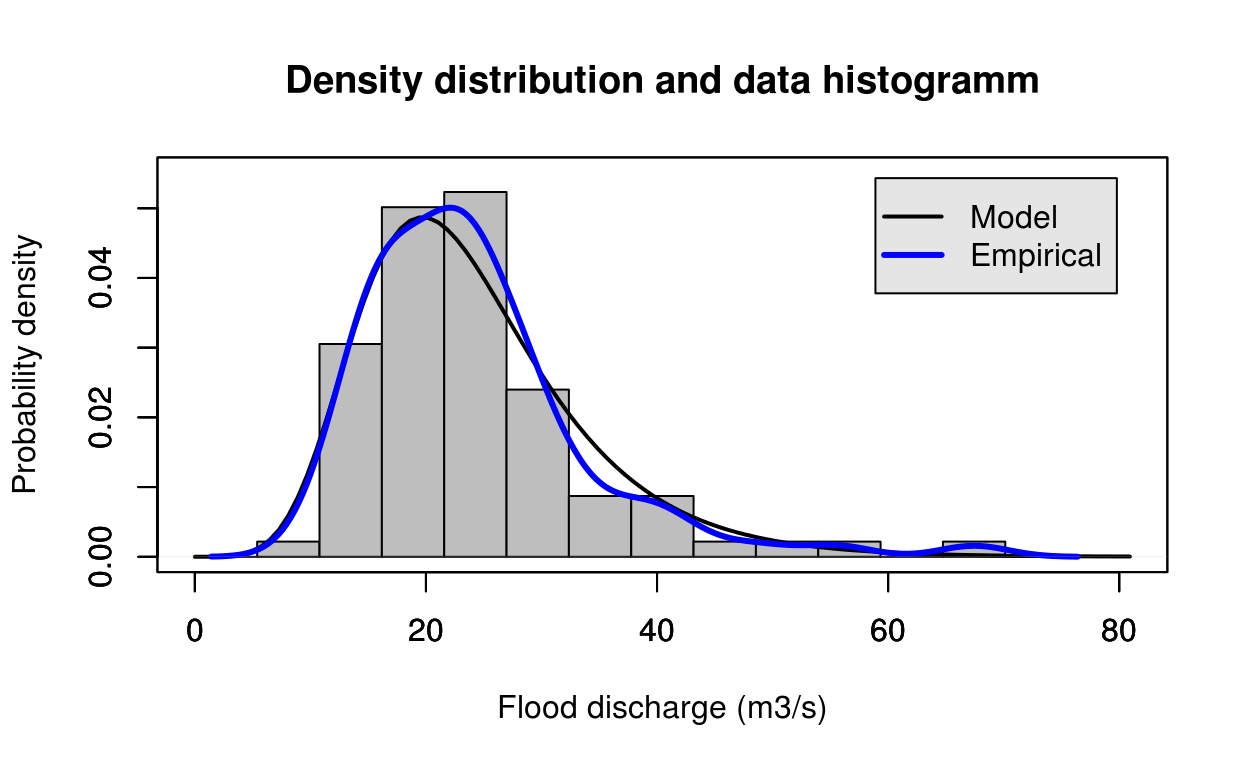 Density distribution and data histogramm
Model
Empirical
Probability density
0.04
0.02
0.00
0 20 40 60 80
Flood discharge (m3/s)